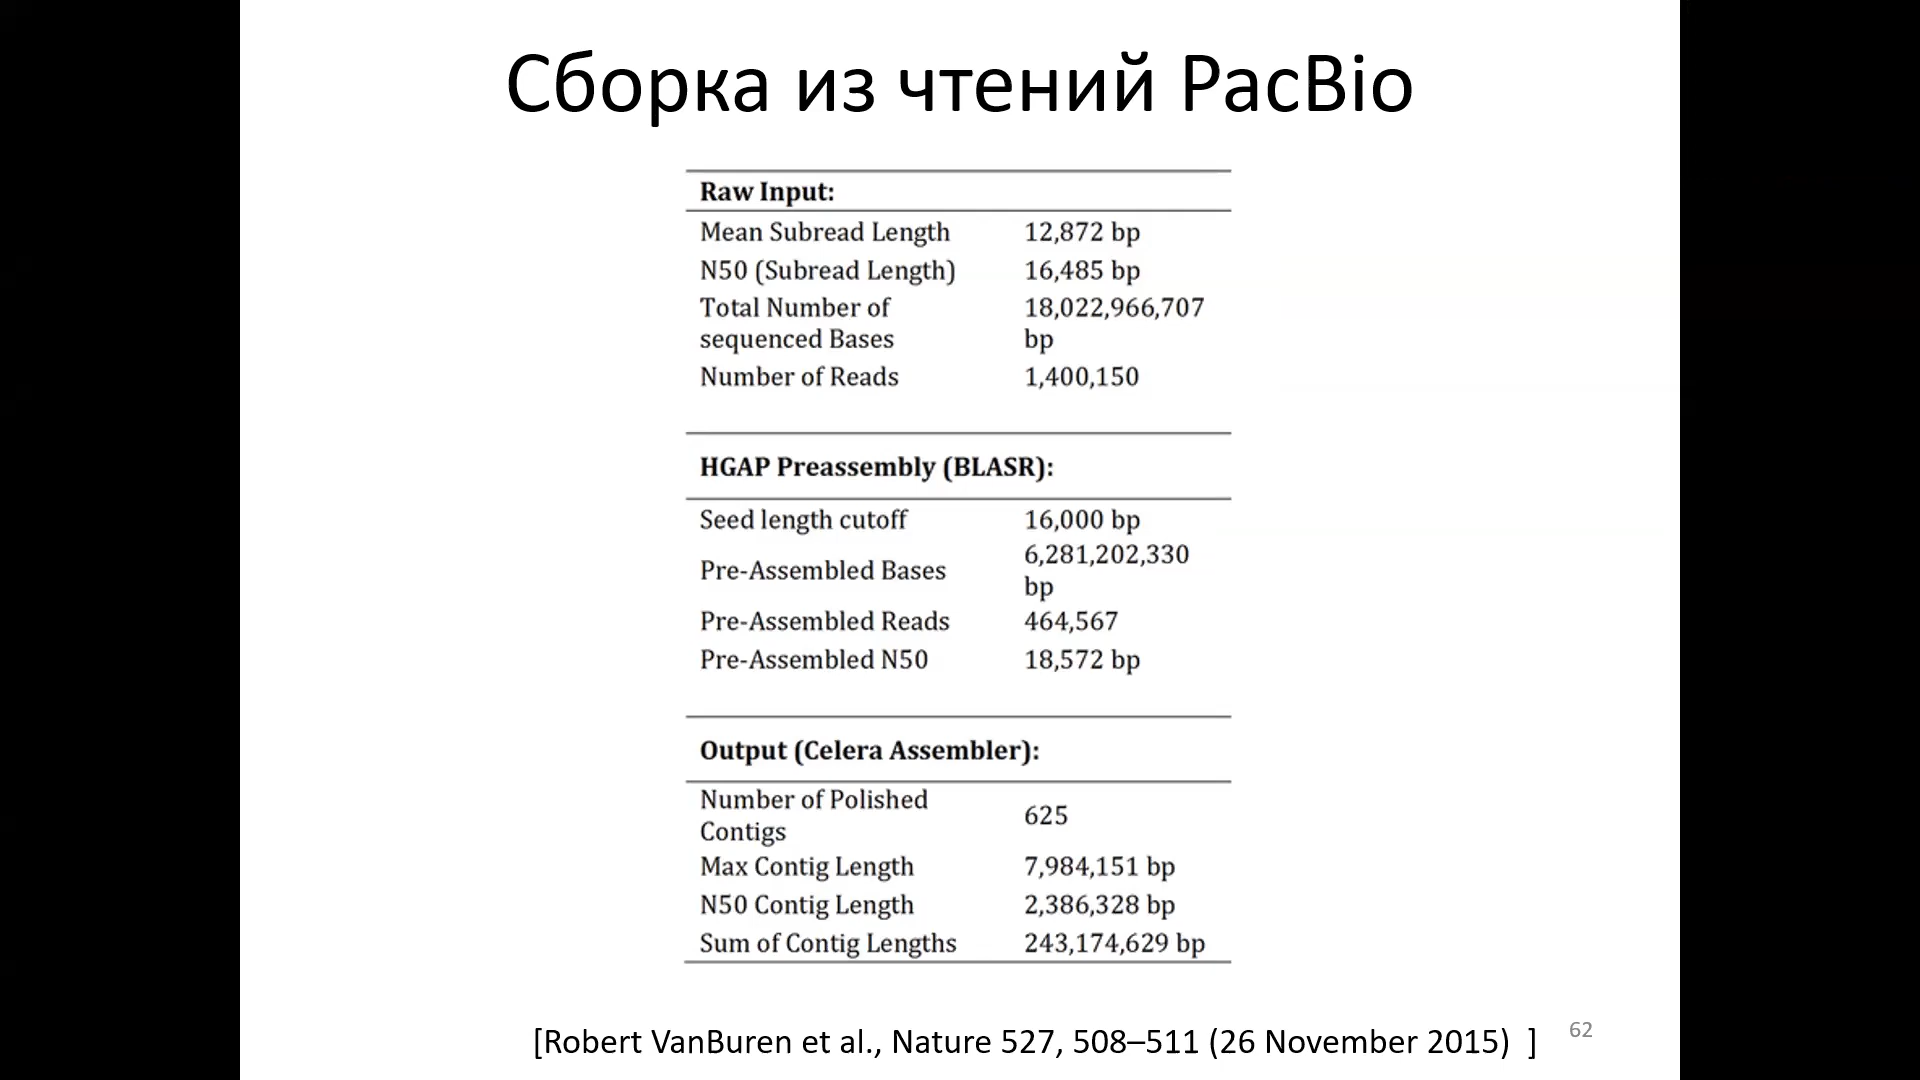 Сборка из чтений PacBio
Raw Input:
Mean Subread Length 12,872 bp
N50 (Subread Length) 16,485 bp
Total Number of sequenced Bases 18,022,966,707 bp
Number of Reads 1,400,150
HGAP Preassembly (BLASR):
Seed length cutoff 16,000 bp
Pre-Assembled Bases 6,281,202,330 bp
Pre-Assembled Reads 464,567
Pre-Assembled N50 18,572 bp
Output (Celera Assembler):
Number of Polished Contigs 625
Max Contig Length 7,984,151 bp
N50 Contig Length 2,386,328 bp
Sum of Contig Lengths 243,174,629 bp
[Robert VanBuren et al., Nature 527, 508–511 (26 November 2015) ]
62